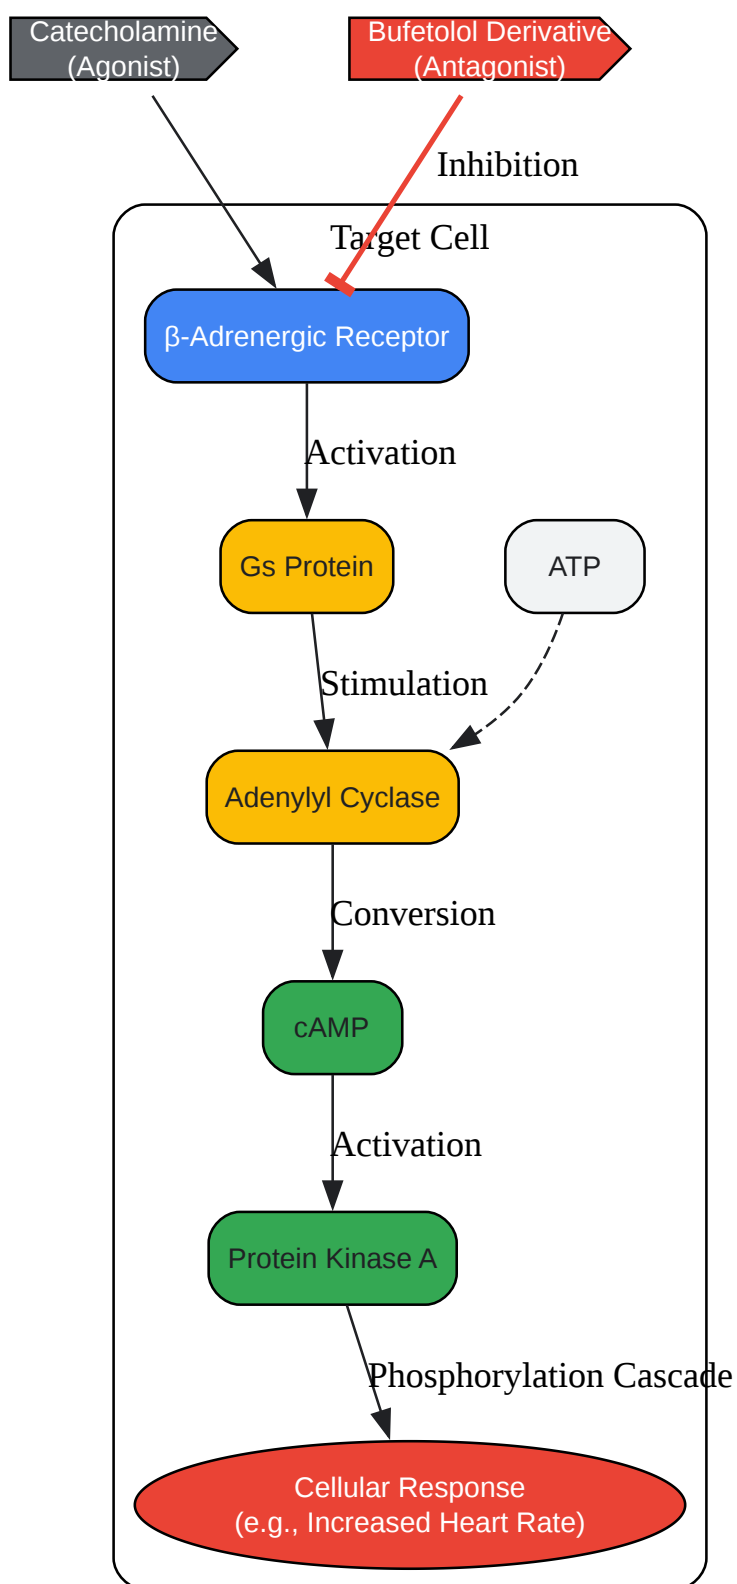 Catecholamine
(Agonist)
Bufetolol Derivative
(Antagonist)
Inhibition
Target Cell
β-Adrenergic Receptor
Activation
Gs Protein
ATP
Stimulation
Adenylyl Cyclase
Conversion
cAMP
Activation
Protein Kinase A
Phosphorylation Cascade
Cellular Response
(e.g., Increased Heart Rate)